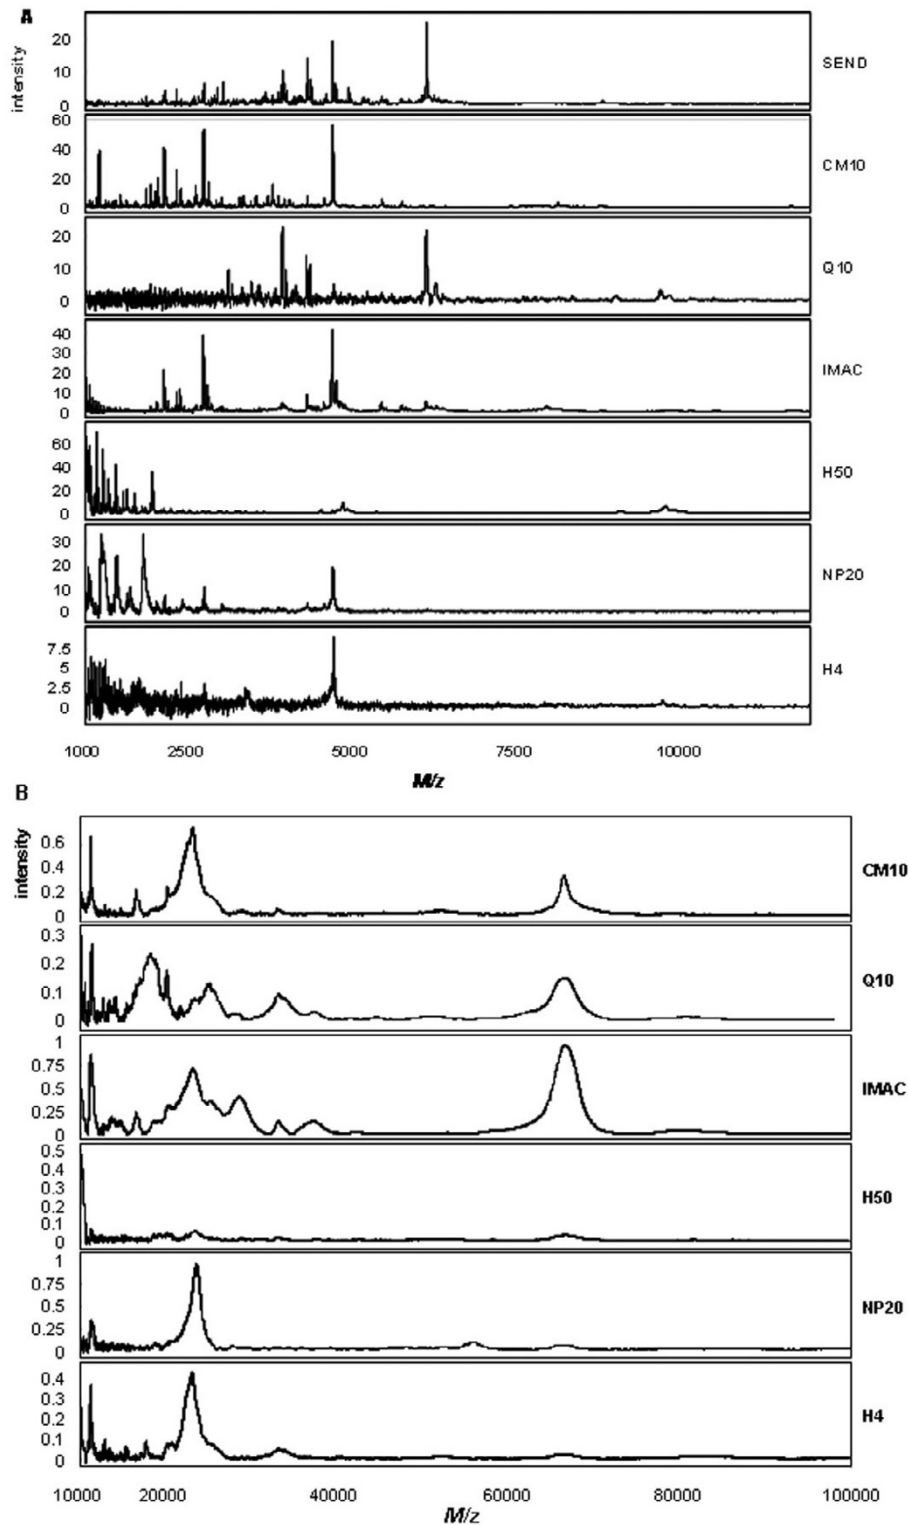 A
intensity
20
10
0
SEND
60
40
20
0
CM10
20
10
0
Q10
40
30
20
10
0
IMAC
60
40
20
0
H50
30
20
10
0
NP20
7.5
5
2.5
0
H4
1000 2500 5000 7500 10000
M/z
B
intensity
0.6
0.4
0.2
0
CM10
0.3
0.2
0.1
0
Q10
1
0.75
0.5
0.25
0
IMAC
0.5
0.4
0.3
0.2
0.1
0
H50
1
0.75
0.5
0.25
0
NP20
0.4
0.3
0.2
0.1
0
H4
10000 20000 40000 60000 80000 100000
M/z